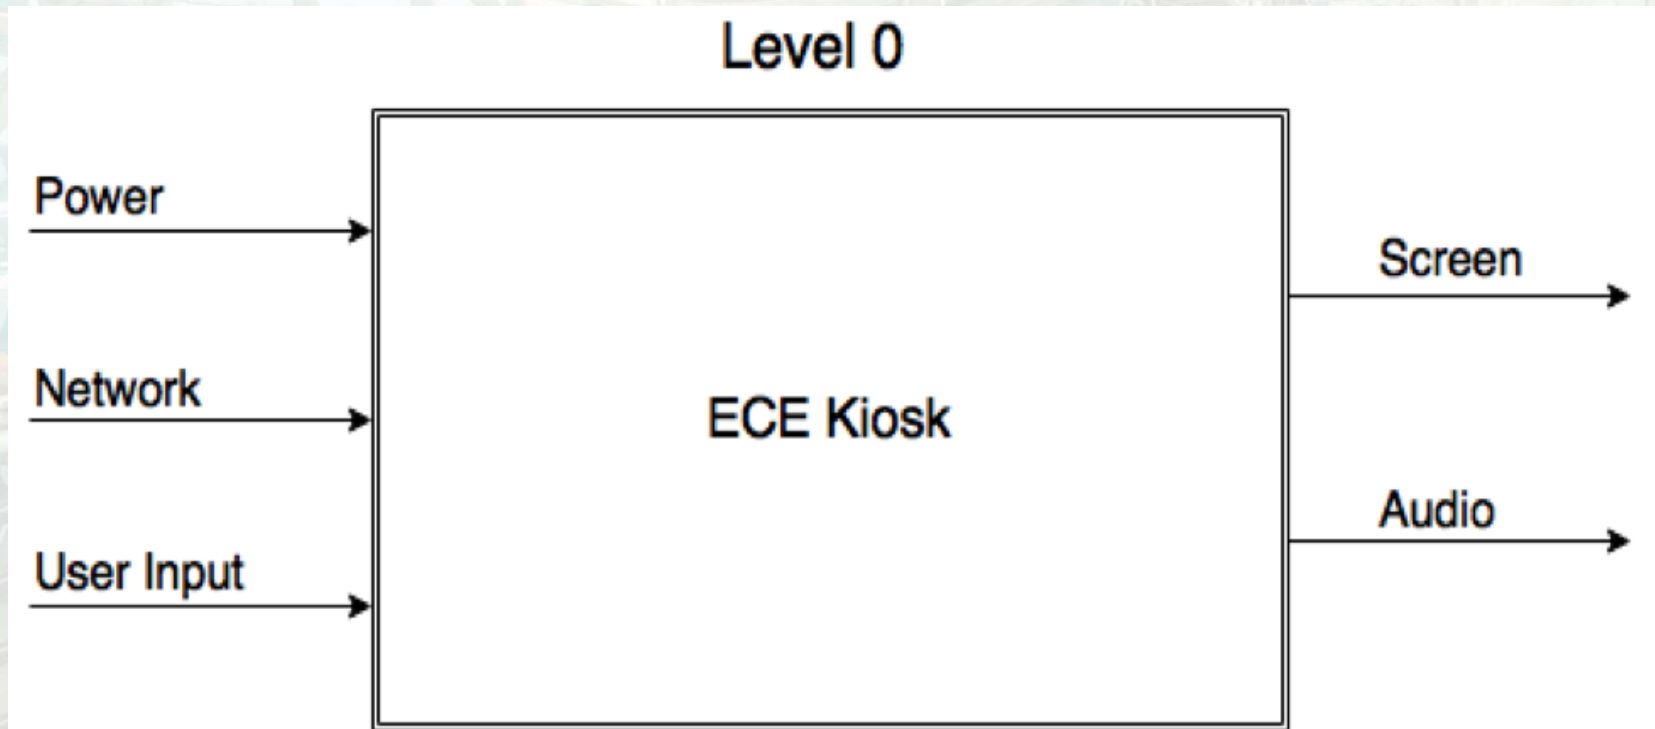 Level 0
Power
Network
User Input
ECE Kiosk
Screen
Audio